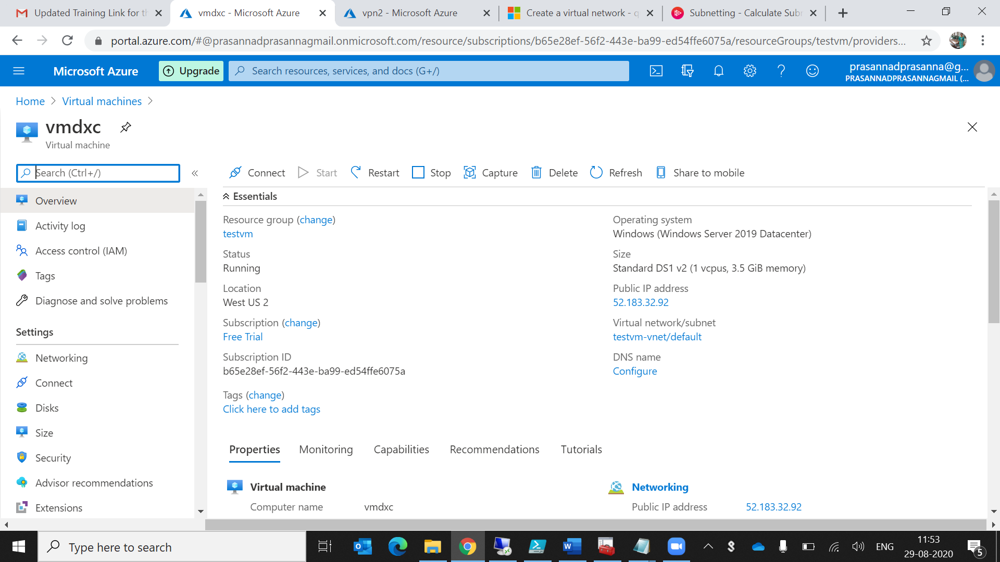 Updated Training Link for th
vmdxc - Microsoft Azure
vpn2 - Microsoft Azure
Create a virtual network - q
Subnetting - Calculate Subn
portal.azure.com/#@prasannadprasannagmail.onmicrosoft.com/resource/subscriptions/b65e28ef-56f2-443e-ba99-ed54ffe6075a/resourceGroups/testvm/providers...
Microsoft Azure
Upgrade
Search resources, services, and docs (G+/)
prasannadprasanna@g...
PRASANNADPRASANNAGMAIL (...
Home > Virtual machines >
vmdxc
Virtual machine
Search (Ctrl+/)
«
Connect
Start
Restart
Stop
Capture
Delete
Refresh
Share to mobile
Overview
Activity log
Access control (IAM)
Tags
Diagnose and solve problems
Settings
Networking
Connect
Disks
Size
Security
Advisor recommendations
Extensions
Essentials
Resource group (change)
testvm
Status
Running
Location
West US 2
Subscription (change)
Free Trial
Subscription ID
b65e28ef-56f2-443e-ba99-ed54ffe6075a
Tags (change)
Click here to add tags
Operating system
Windows (Windows Server 2019 Datacenter)
Size
Standard DS1 v2 (1 vcpus, 3.5 GiB memory)
Public IP address
52.183.32.92
Virtual network/subnet
testvm-vnet/default
DNS name
Configure
Properties
Monitoring
Capabilities
Recommendations
Tutorials
Virtual machine
Computer name vmdxc
Networking
Public IP address 52.183.32.92
Type here to search
ENG
11:53
29-08-2020
5